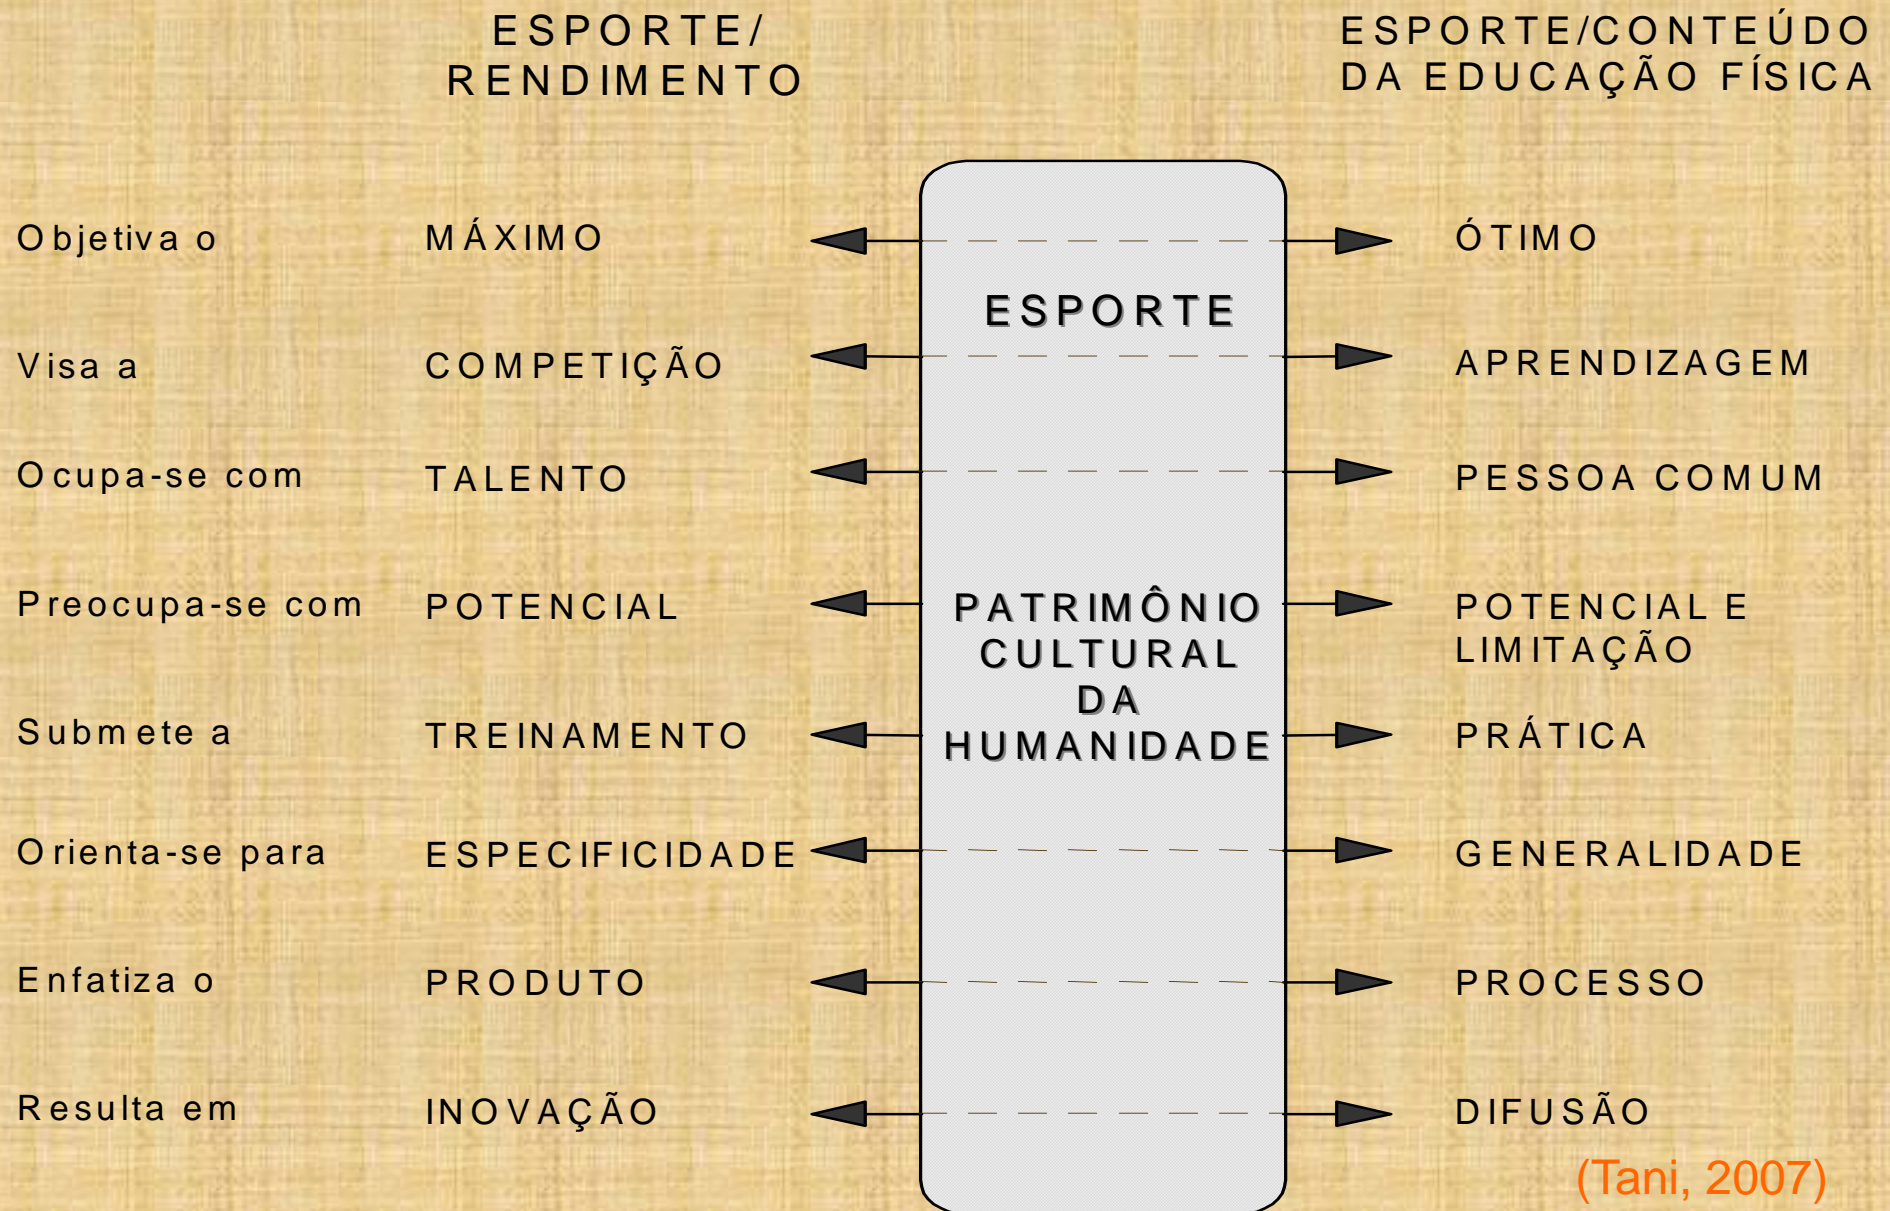 ESPORTE/
RENDIMENTO
ESPORTE/CONTEÚDO
DA EDUCAÇÃO FÍSICA
Objetiva o MÁXIMO ÓTIMO
ESPORTE
Visa a COMPETIÇÃO APRENDIZAGEM
Ocupa-se com TALENTO PESSOA COMUM
Preocupa-se com POTENCIAL POTENCIAL E
LIMITAÇÃO
PATRIMÔNIO
CULTURAL
DA
HUMANIDADE
Submete a TREINAMENTO PRÁTICA
Orienta-se para ESPECIFICIDADE GENERALIDADE
Enfatiza o PRODUTO PROCESSO
Resulta em INOVAÇÃO DIFUSÃO
(Tani, 2007)